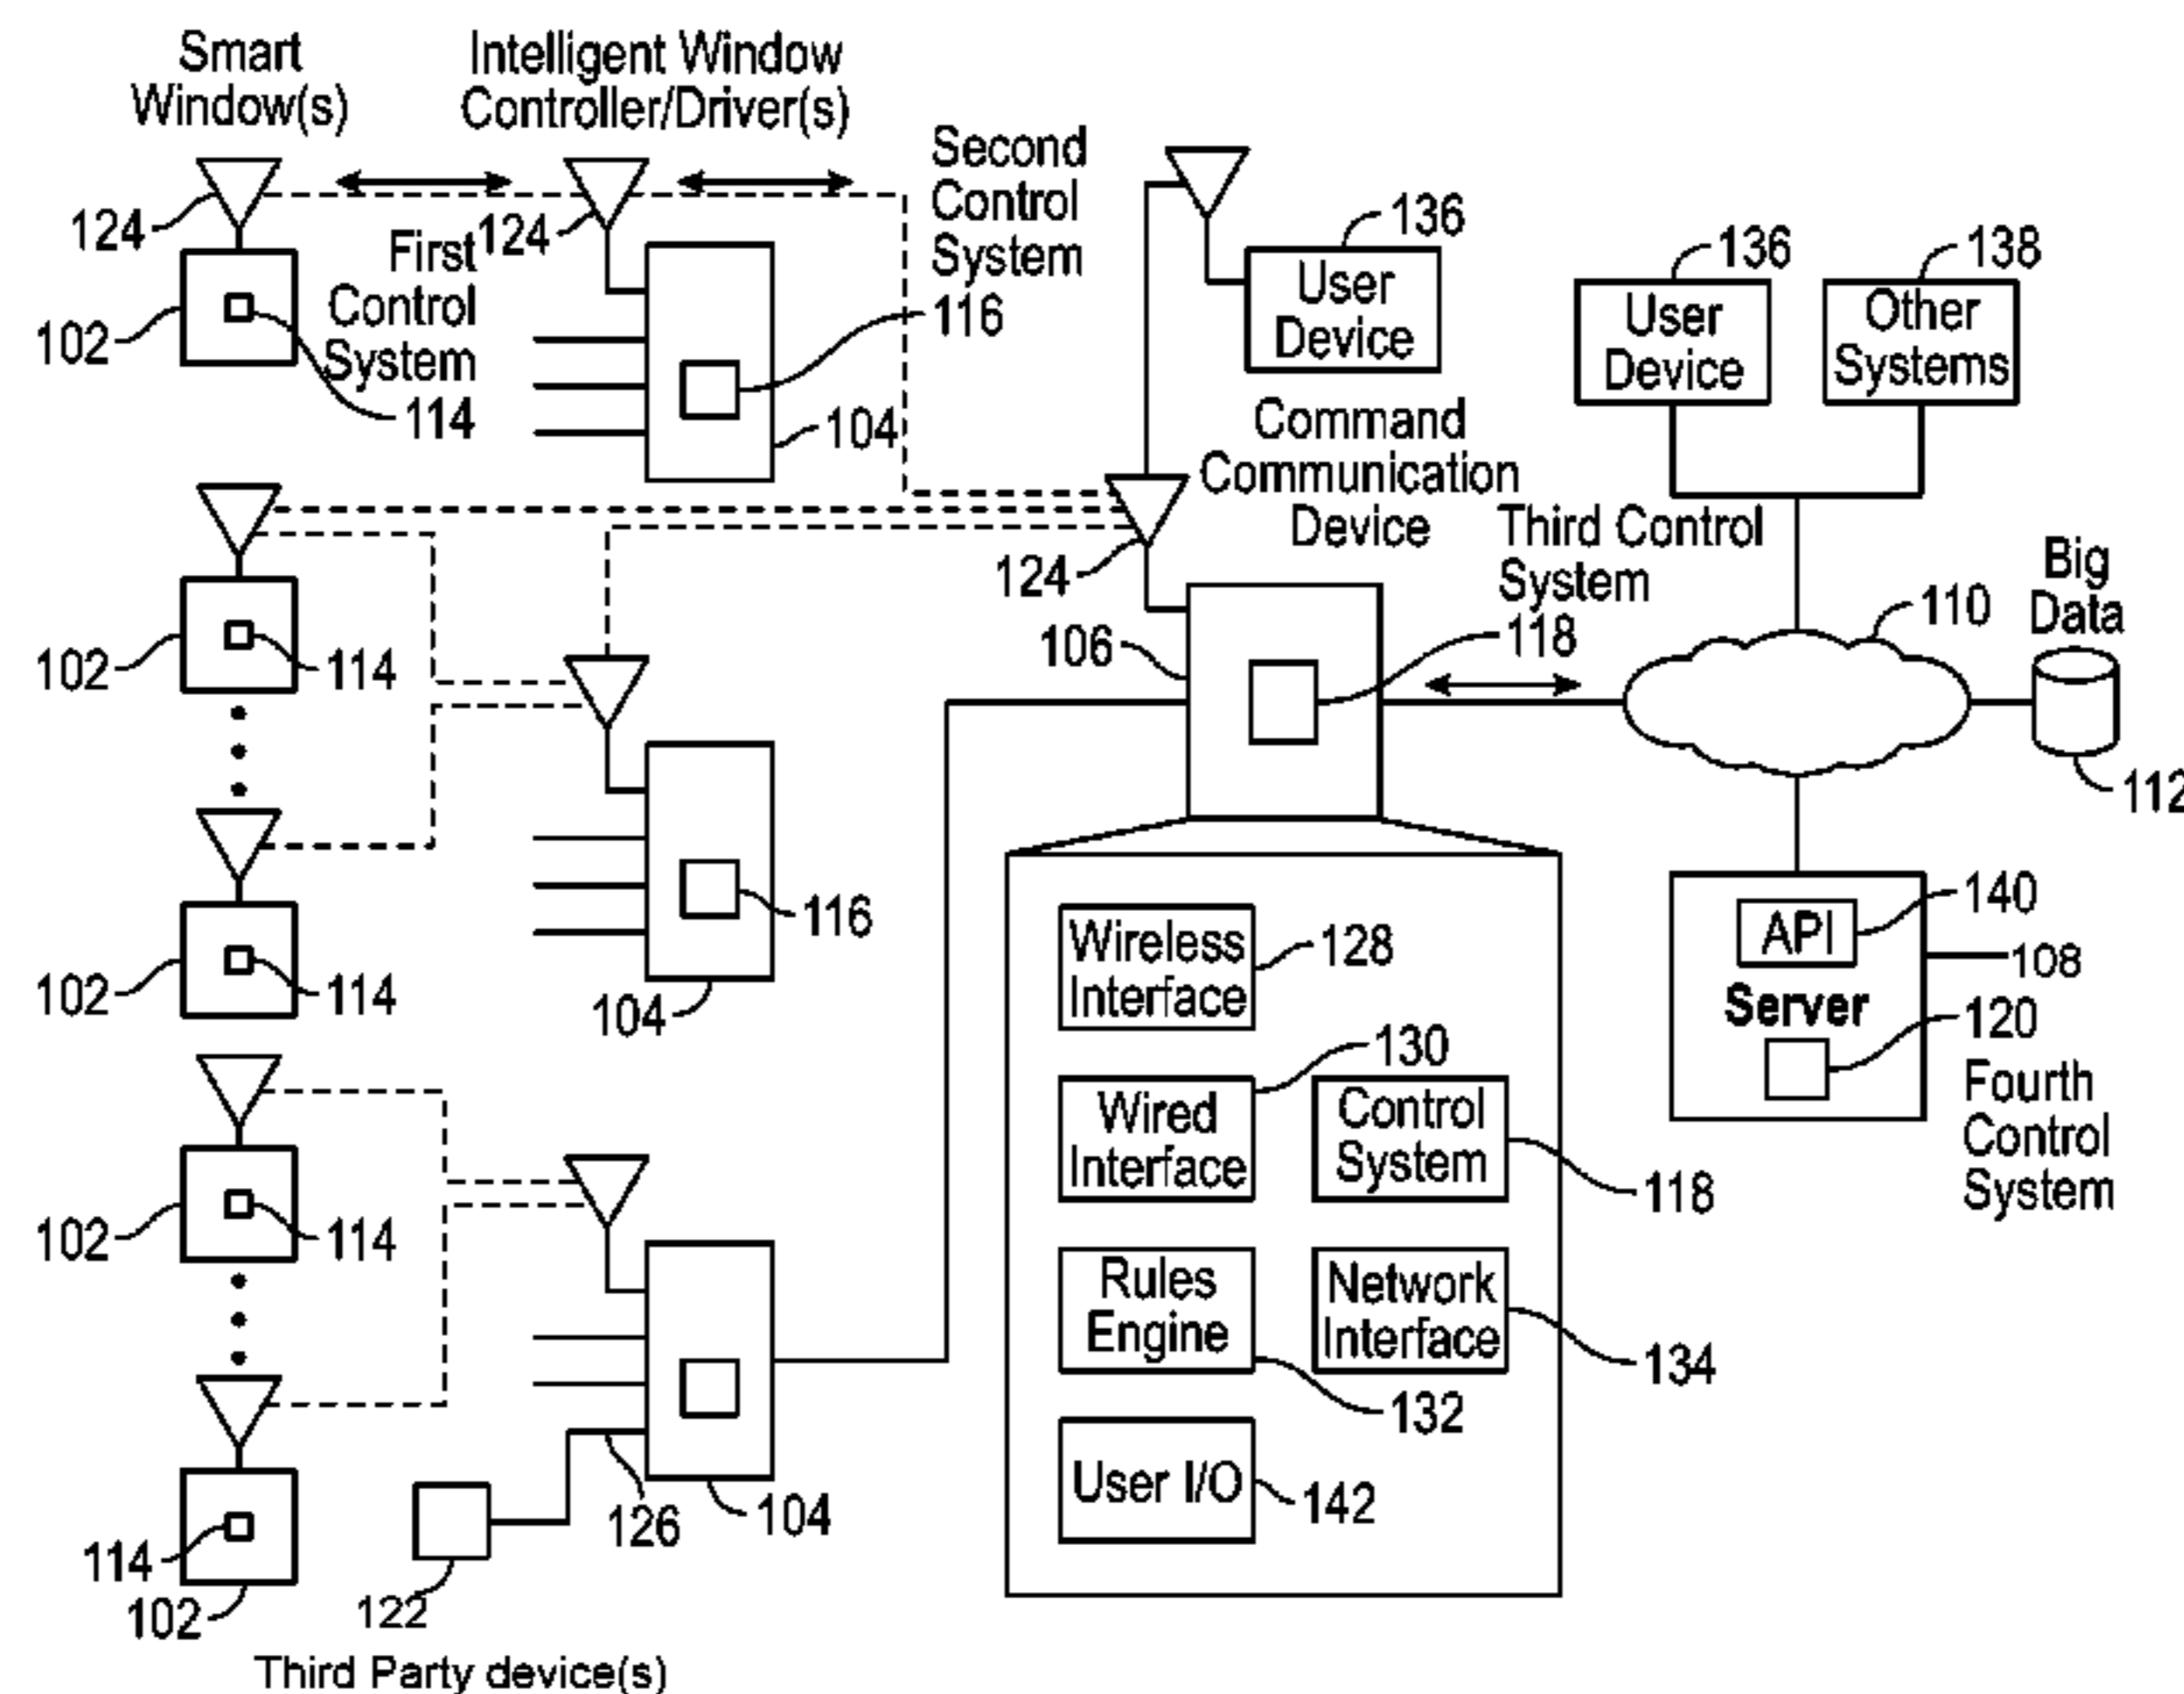 Smart
Window(s)
Intelligent Window
Controller/Driver(s)
Second
Control
System
124
124
First
Control
System
102
114
116
104
136
User
Device
136
User
Device
138
Other
Systems
Command
Communication
Device
124
Third Control
System
118
106
110
Big
Data
112
102
114
116
104
102
114
Wireless
Interface
128
130
Wired
Interface
Control
System
118
Rules
Engine
132
Network
Interface
134
User I/O
142
140
API
108
Server
120
Fourth
Control
System
102
114
126
104
114
102
122
Third Party device(s)